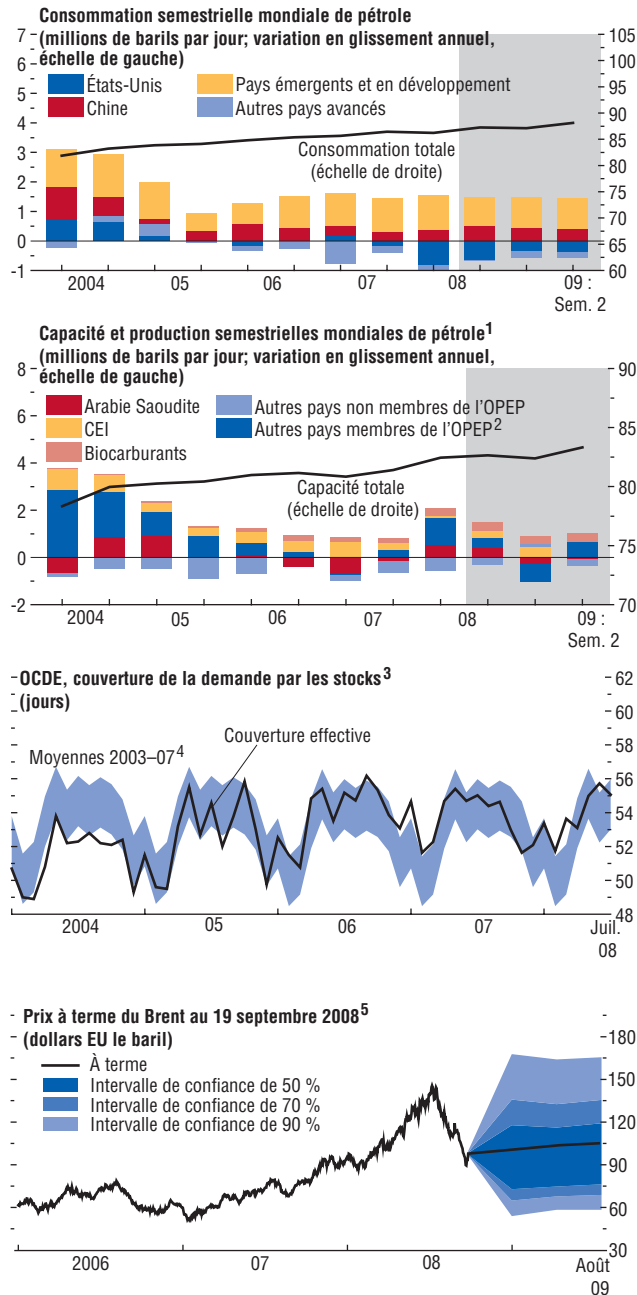 Consommation semestrielle mondiale de pétrole
(millions de barils par jour; variation en glissement annuel,
échelle de gauche)
7
6
5
4
3
2
1
0
-1
105
100
95
90
85
80
75
70
65
60
États-Unis
Pays émergents et en développement
Chine
Autres pays avancés
Consommation totale
(échelle de droite)
2004
05
06
07
08
09 :
Sem. 2
Capacité et production semestrielles mondiales de pétrole1
(millions de barils par jour; variation en glissement annuel,
échelle de gauche)
8
6
4
2
0
-2
90
85
80
75
70
Arabie Saoudite
Autres pays non membres de l'OPEP
CEI
Autres pays membres de l'OPEP2
Biocarburants
Capacité totale
(échelle de droite)
2004
05
06
07
08
09 :
Sem. 2
OCDE, couverture de la demande par les stocks3
(jours)
62
60
58
56
54
52
50
48
Moyennes 2003–074
Couverture effective
2004
05
06
07
Juil.
08
Prix à terme du Brent au 19 septembre 20085
(dollars EU le baril)
180
150
120
90
60
30
À terme
Intervalle de confiance de 50 %
Intervalle de confiance de 70 %
Intervalle de confiance de 90 %
2006
07
08
Août
09